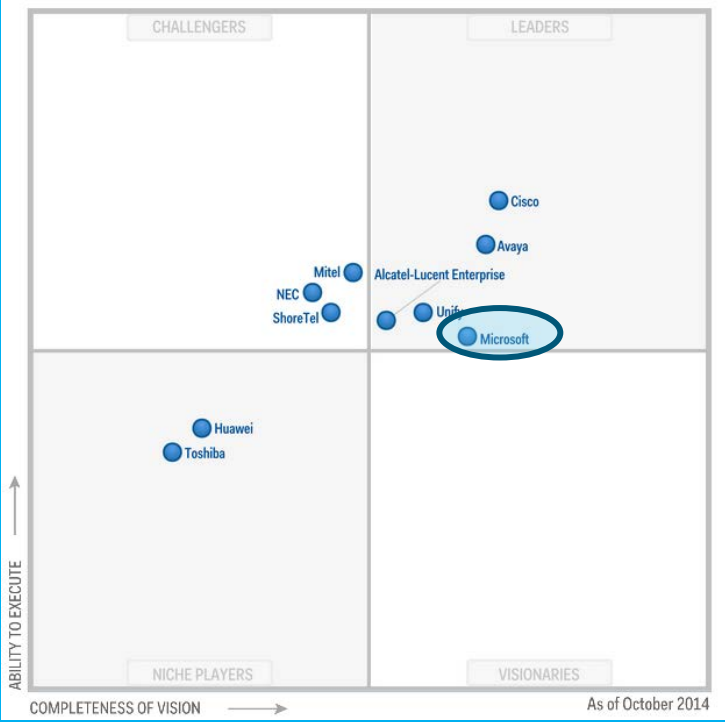 CHALLENGERS
LEADERS
Cisco
Avaya
Mitel
Alcatel-Lucent Enterprise
NEC
ShoreTel
Unify
Microsoft
Huawei
Toshiba
ABILITY TO EXECUTE
NICHE PLAYERS
VISIONARIES
COMPLETENESS OF VISION
As of October 2014